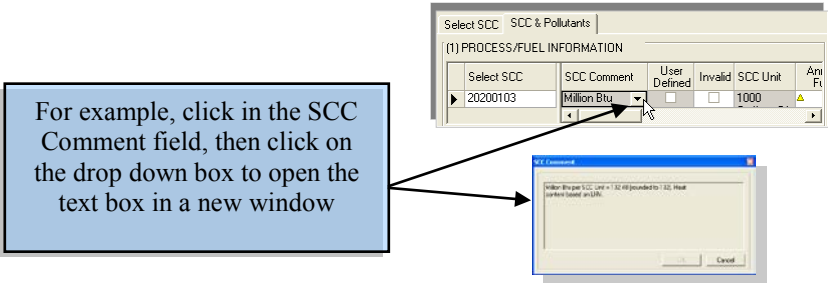 Select SCC SCC & Pollutants
(1) PROCESS/FUEL INFORMATION
Select SCC SCC Comment User Defined Invalid SCC Unit
20200103 Million Btu 1000
For example, click in the SCC
Comment field, then click on
the drop down box to open the
text box in a new window
SCC Comment
Million Btu per SCC Unit = 132 (rounded to 132). Heat
content based on LHV.
OK Cancel